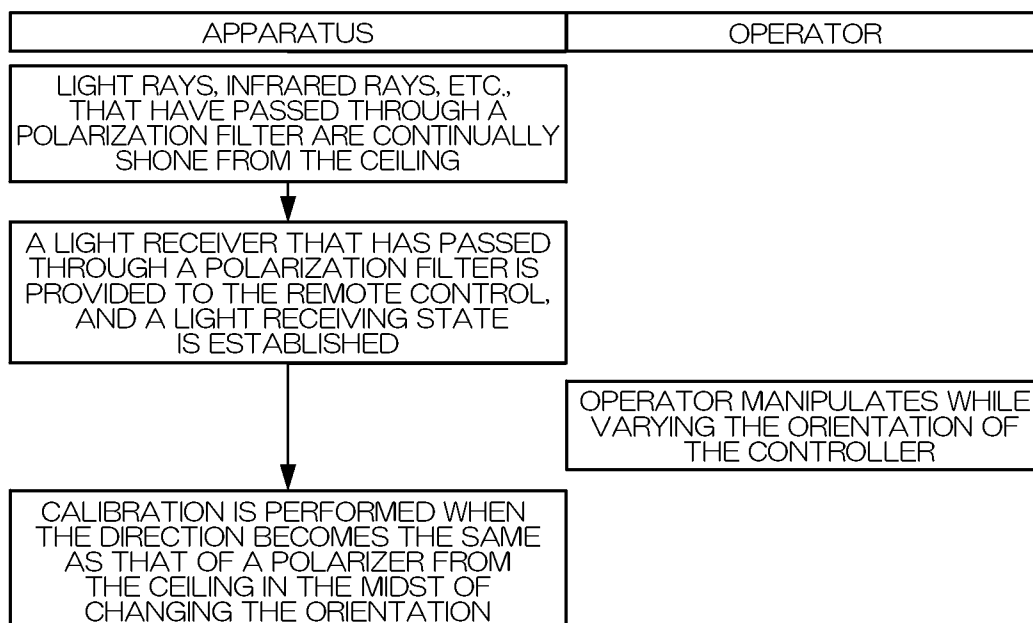 APPARATUS
OPERATOR
LIGHT RAYS, INFRARED RAYS, ETC.,
THAT HAVE PASSED THROUGH A
POLARIZATION FILTER ARE CONTINUALLY
SHONE FROM THE CEILING
A LIGHT RECEIVER THAT HAS PASSED
THROUGH A POLARIZATION FILTER IS
PROVIDED TO THE REMOTE CONTROL,
AND A LIGHT RECEIVING STATE
IS ESTABLISHED
OPERATOR MANIPULATES WHILE
VARYING THE ORIENTATION OF
THE CONTROLLER
CALIBRATION IS PERFORMED WHEN
THE DIRECTION BECOMES THE SAME
AS THAT OF A POLARIZER FROM
THE CEILING IN THE MIDST OF
CHANGING THE ORIENTATION